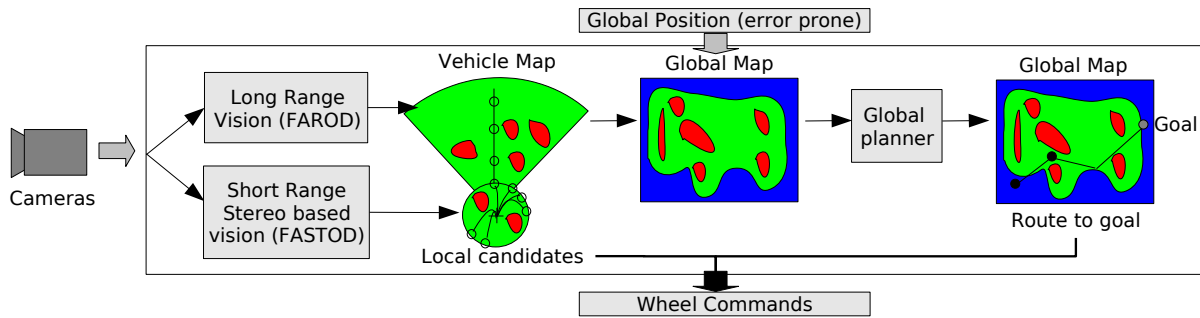 Global Position (error prone)
Vehicle Map
Global Map
Global Map
Long Range
Vision (FAROD)
Global
planner
Goal
Cameras
Short Range
Stereo based
vision (FASTOD)
Route to goal
Local candidates
Wheel Commands